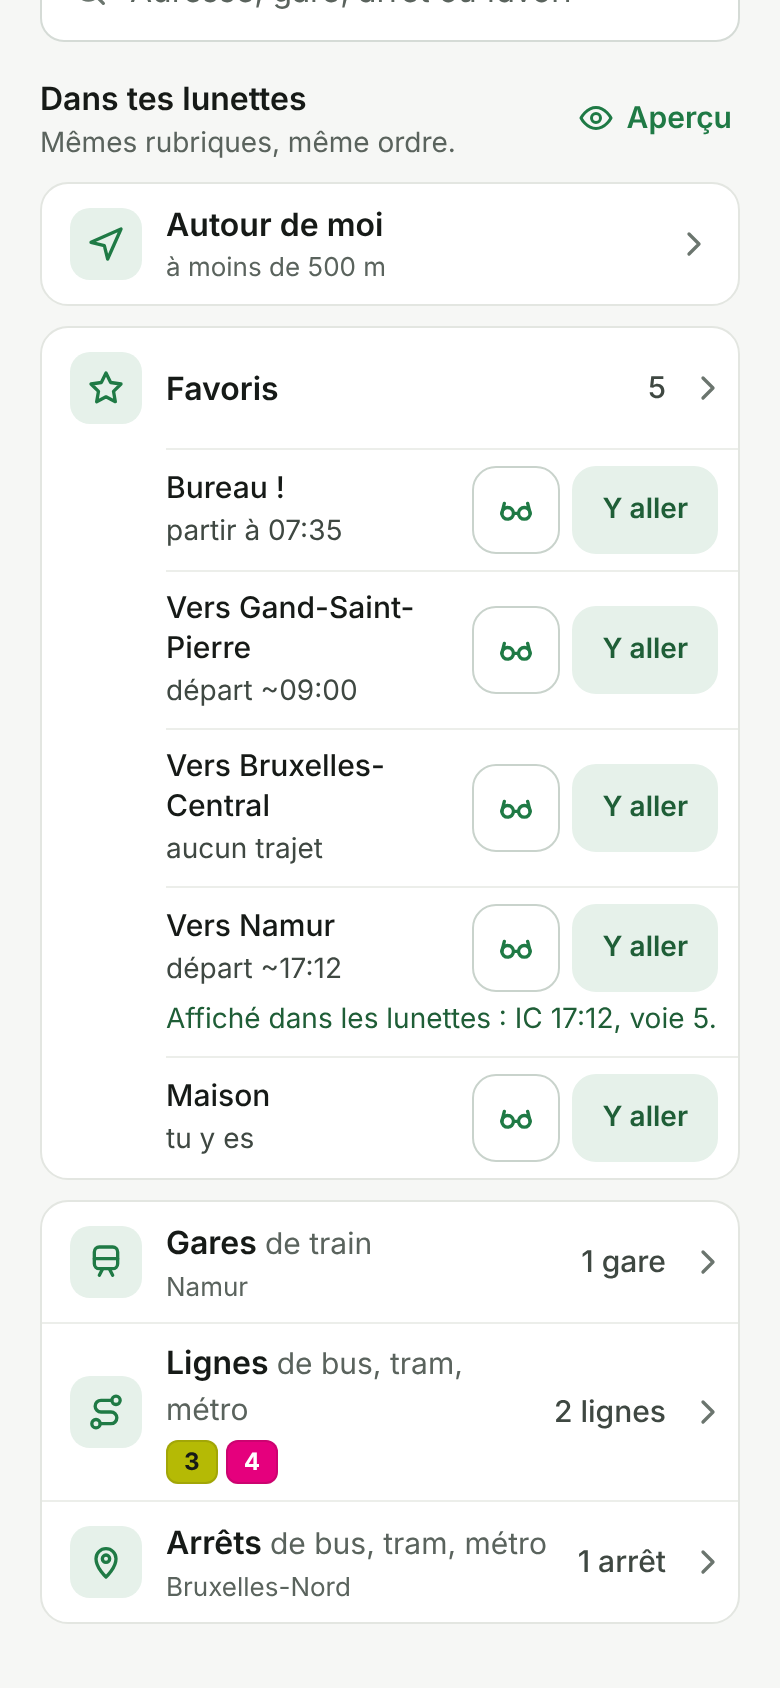 Dans tes lunettes
Mêmes rubriques, même ordre.
Aperçu
Autour de moi
à moins de 500 m
Favoris
5
Bureau !
partir à 07:35
Y aller
Vers Gand-Saint-
Pierre
départ ~09:00
Y aller
Vers Bruxelles-
Central
aucun trajet
Y aller
Vers Namur
départ ~17:12
Y aller
Affiché dans les lunettes : IC 17:12, voie 5.
Maison
tu y es
Y aller
Gares de train
Namur
1 gare
Lignes de bus, tram,
métro
2 lignes
3 4
Arrêts de bus, tram, métro
Bruxelles-Nord
1 arrêt